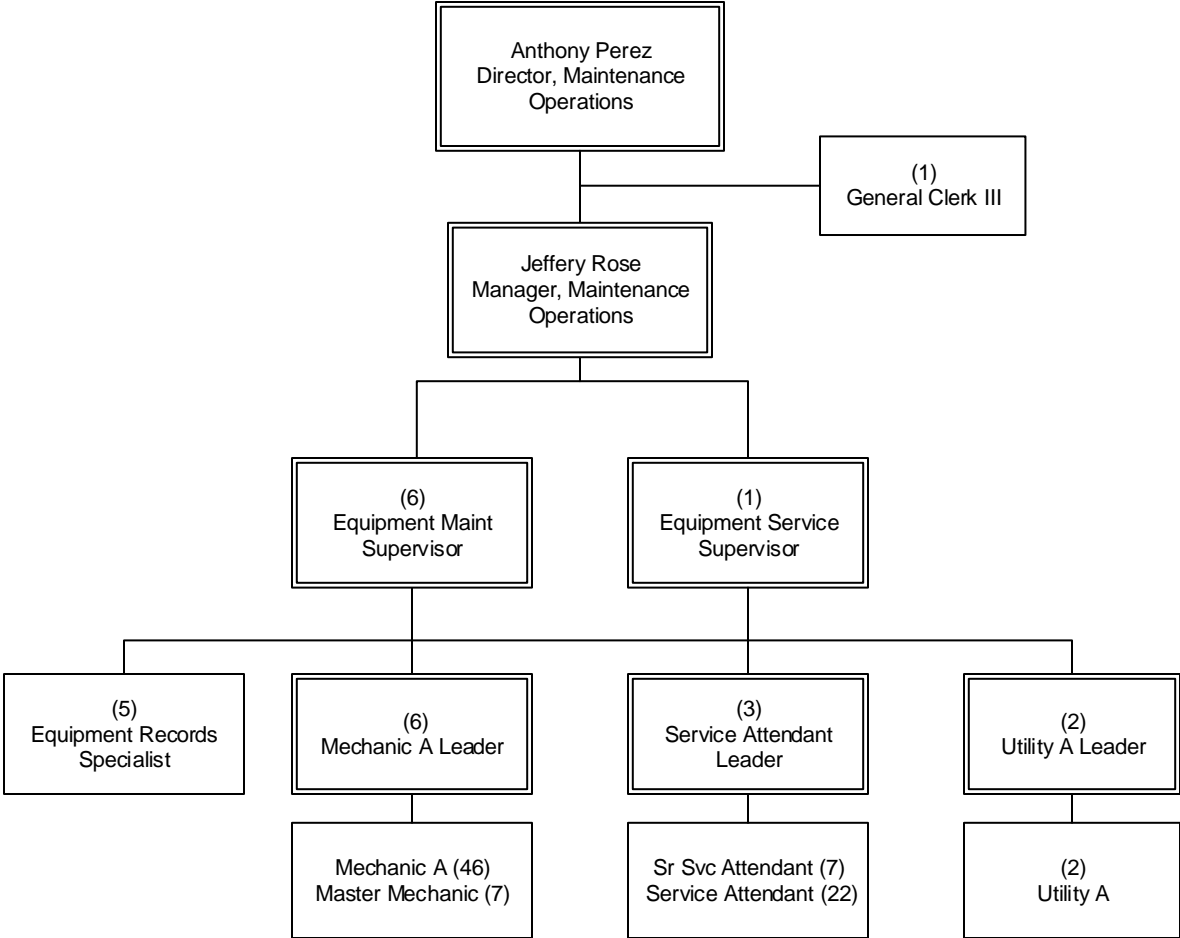 Anthony Perez
Director, Maintenance
Operations
(1)
General Clerk III
Jeffery Rose
Manager, Maintenance
Operations
(6)
Equipment Maint
Supervisor
(1)
Equipment Service
Supervisor
(5)
Equipment Records
Specialist
(6)
Mechanic A Leader
(3)
Service Attendant
Leader
(2)
Utility A Leader
Mechanic A (46)
Master Mechanic (7)
Sr Svc Attendant (7)
Service Attendant (22)
(2)
Utility A